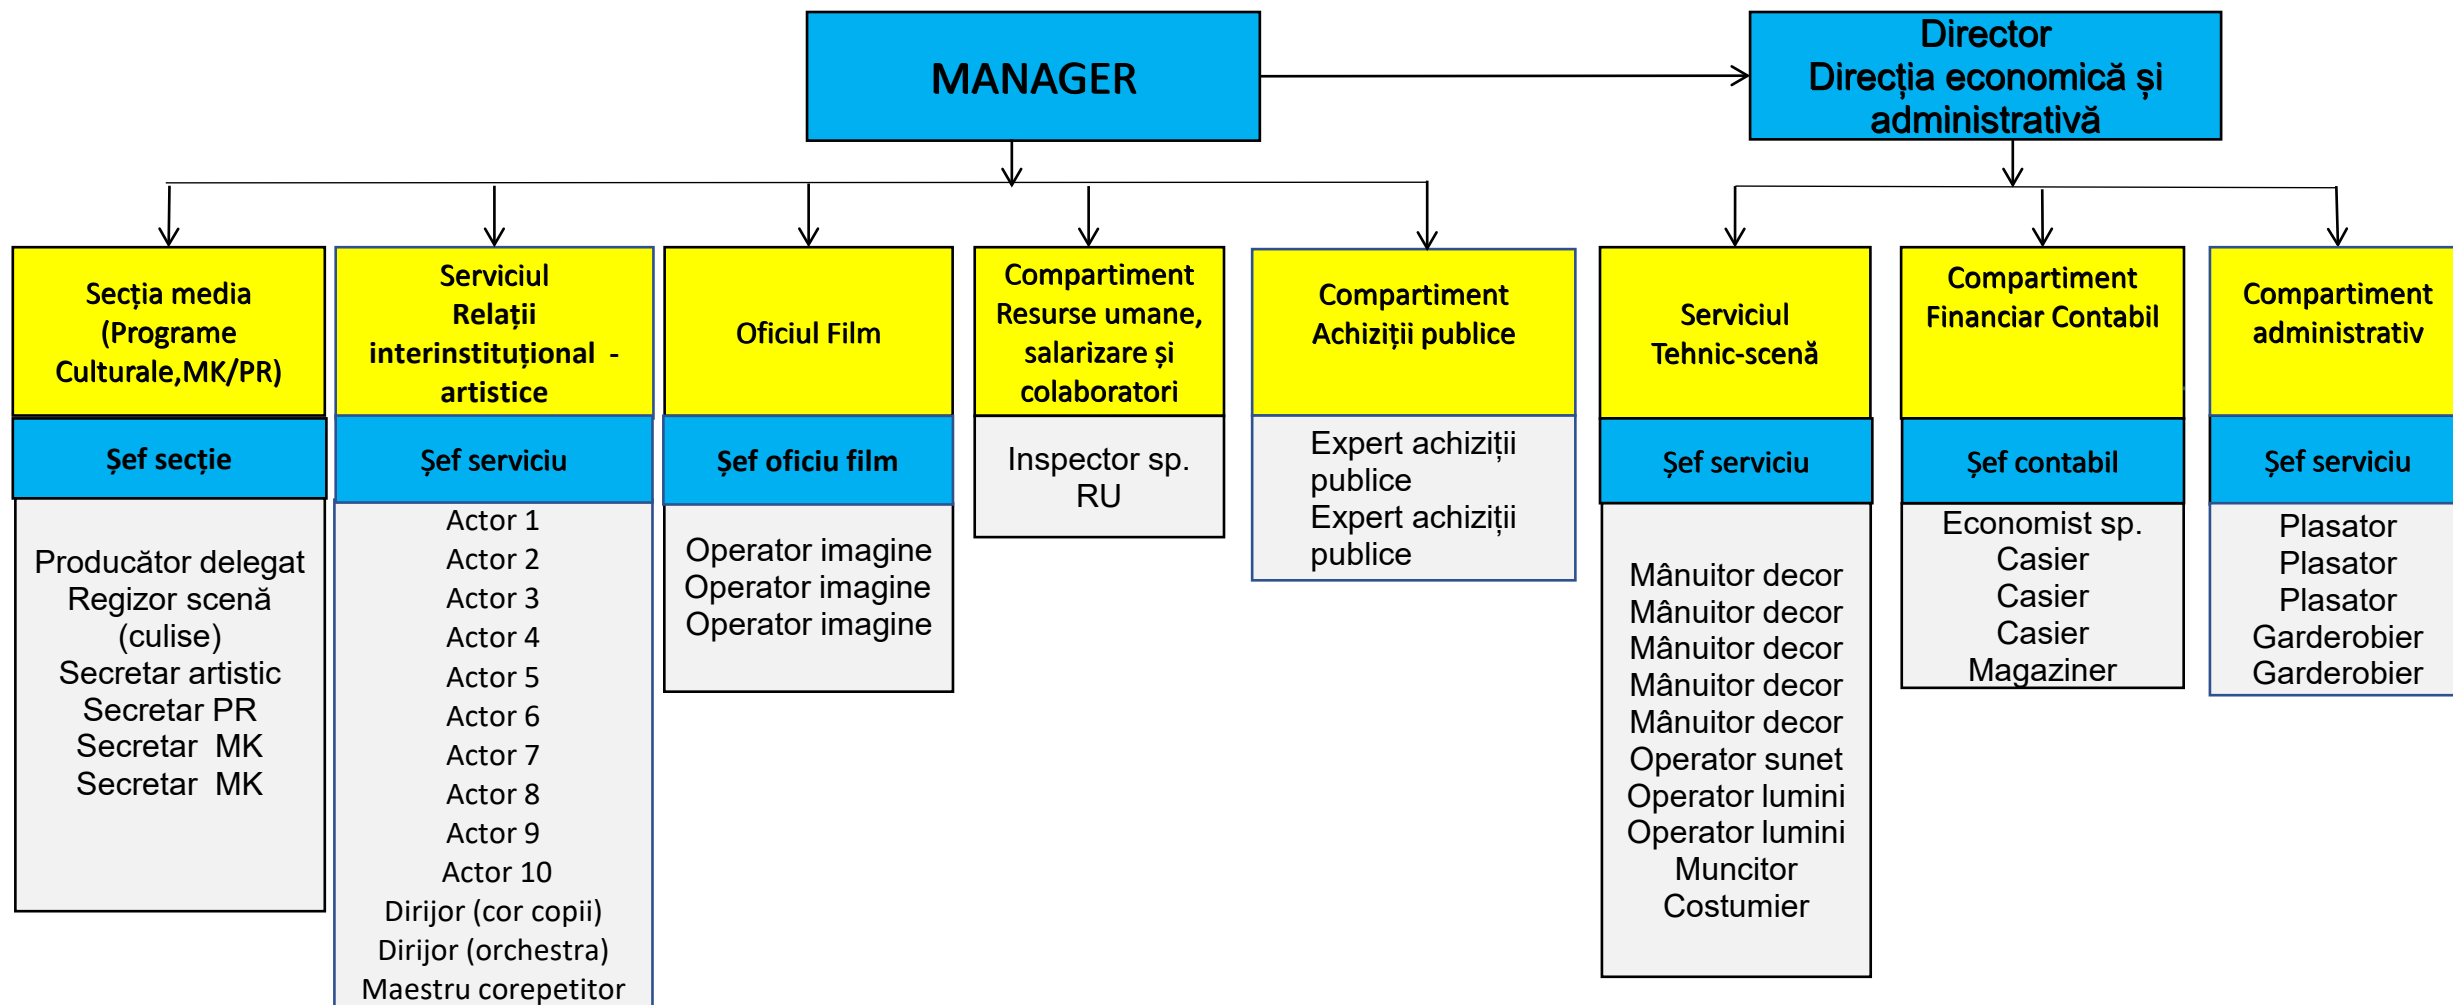 MANAGER
Director
Direcția economică și
administrativă
Secția media
(Programe
Culturale,MK/PR)
Șef secție
Producător delegat
Regizor scenă
(culise)
Secretar artistic
Secretar PR
Secretar MK
Secretar MK
Serviciul
Relații
interinstituțional -
artistice
Șef serviciu
Actor 1
Actor 2
Actor 3
Actor 4
Actor 5
Actor 6
Actor 7
Actor 8
Actor 9
Actor 10
Dirijor (cor copii)
Dirijor (orchestra)
Maestru corepetitor
Oficiul Film
Șef oficiu film
Operator imagine
Operator imagine
Operator imagine
Compartiment
Resurse umane,
salarizare și
colaboratori
Inspector sp.
RU
Compartiment
Achiziții publice
Expert achiziții
publice
Expert achiziții
publice
Serviciul
Tehnic-scenă
Șef serviciu
Mânuitor decor
Mânuitor decor
Mânuitor decor
Mânuitor decor
Mânuitor decor
Operator sunet
Operator lumini
Operator lumini
Muncitor
Costumier
Compartiment
Financiar Contabil
Șef contabil
Economist sp.
Casier
Casier
Casier
Magaziner
Compartiment
administrativ
Șef serviciu
Plasator
Plasator
Plasator
Garderobier
Garderobier